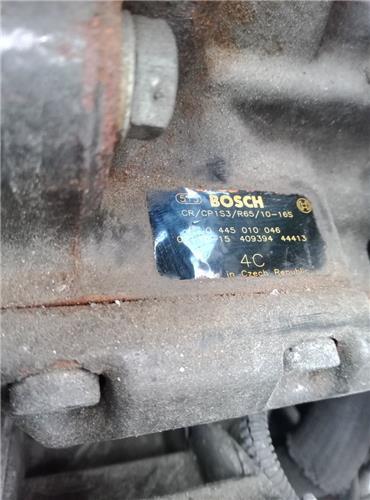 BOSCH
CR/CP1S3/R65/10-16S
0 445 010 046
409394 44413
4C
in Czech Republic